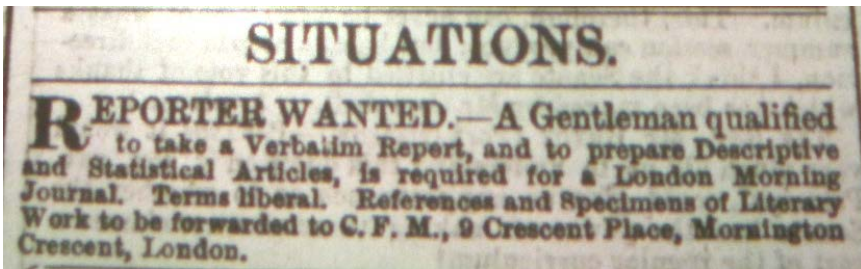 SITUATIONS.
REPORTER WANTED.—A Gentleman qualified
to take a Verbatim Report, and to prepare Descriptive
and Statistical Articles, is required for a London Morning
Journal. Terms liberal. References and Specimens of Literary
Work to be forwarded to C. F. M., 9 Crescent Place, Mornington
Crescent, London.